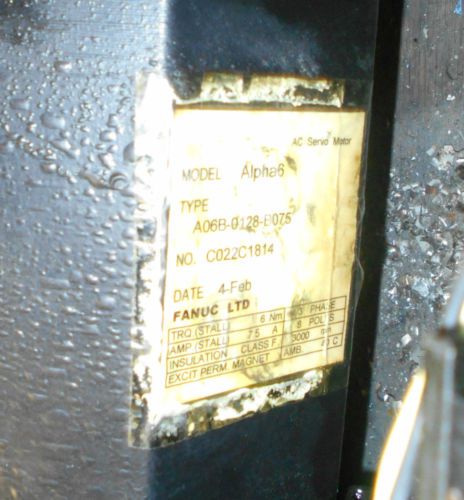 AC Servo Motor
MODEL Alpha6
TYPE
A06B-0128-B075
NO. C022C1814
DATE 4-Feb
FANUC LTD
TRQ (STALL) 6 Nm 3 PHASE
AMP (STALL) 7.5 A 8 POLES
INSULATION CLASS F 3000
EXCIT PERM. MAGNET AMB. C